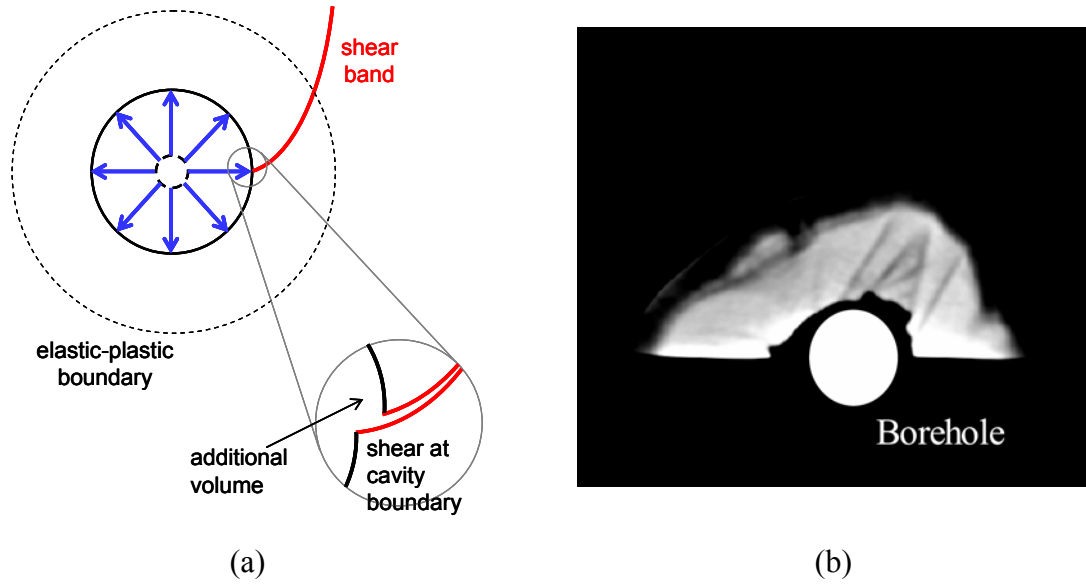 shear
band
elastic-plastic
boundary
additional
volume
shear at
cavity
boundary
Borehole
(a)
(b)